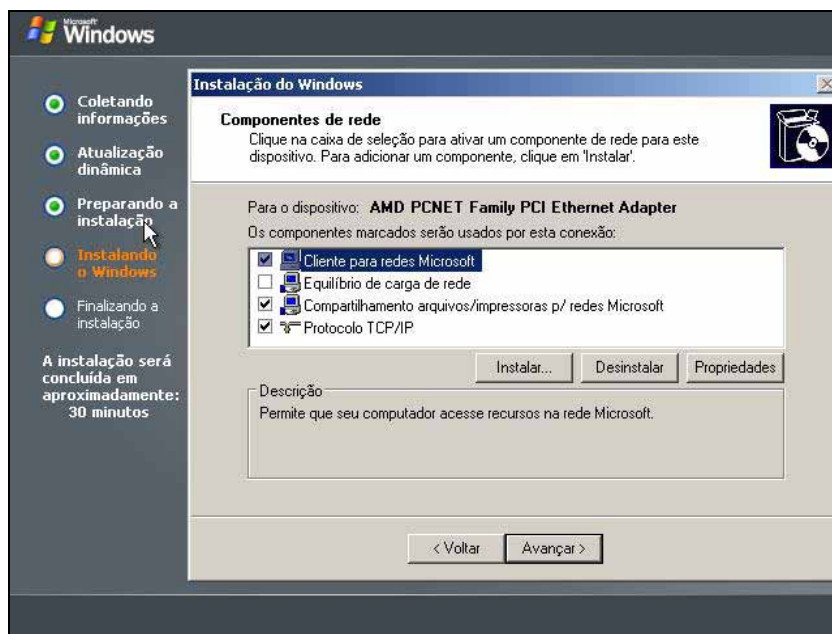 Microsoft
Windows
Coletando
informações
Atualização
dinâmica
Preparando a
instalação
Instalando
o Windows
Finalizando a
instalação
A instalação será
concluída em
aproximadamente:
30 minutos
Instalação do Windows
Componentes de rede
Clique na caixa de seleção para ativar um componente de rede para este
dispositivo. Para adicionar um componente, clique em 'Instalar'.
Para o dispositivo: AMD PCNET Family PCI Ethernet Adapter
Os componentes marcados serão usados por esta conexão:
Cliente para redes Microsoft
Equilíbrio de carga de rede
Compartilhamento arquivos/impressoras p/ redes Microsoft
Protocolo TCP/IP
Instalar... Desinstalar Propriedades
Descrição
Permite que seu computador acesse recursos na rede Microsoft.
< Voltar Avançar >